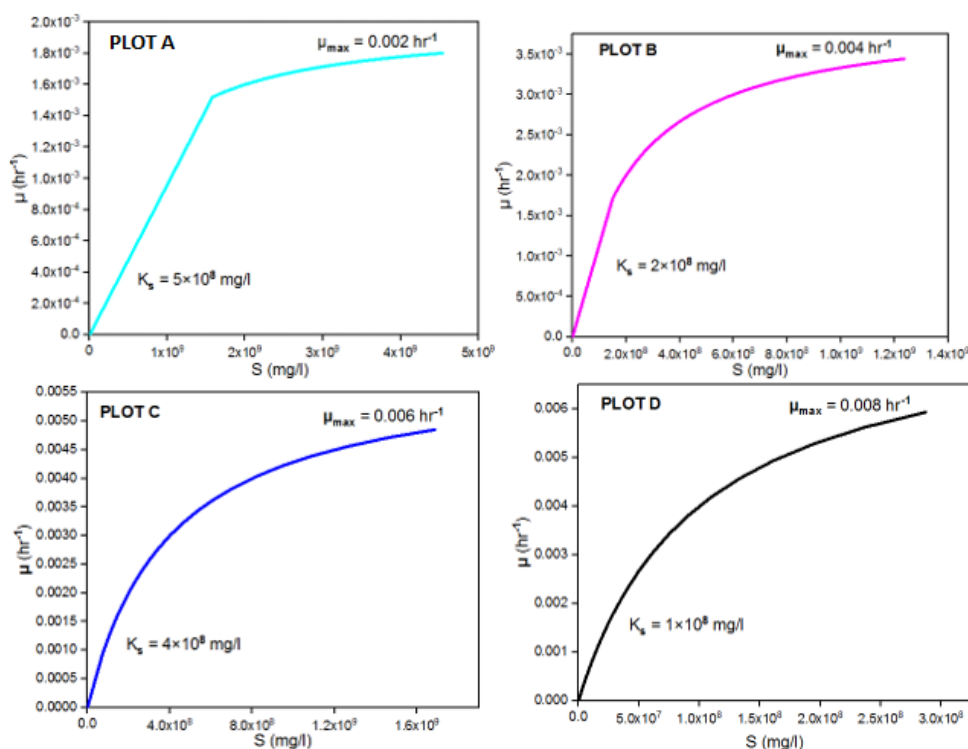 PLOT A
μmax = 0.002 hr⁻¹
2.0x10⁻³
1.8x10⁻³
1.6x10⁻³
1.4x10⁻³
1.2x10⁻³
1.0x10⁻³
8.0x10⁻⁴
6.0x10⁻⁴
4.0x10⁻⁴
2.0x10⁻⁴
0.0
μ (hr⁻¹)
Ks = 5×10⁸ mg/l
0 1x10⁹ 2x10⁹ 3x10⁹ 4x10⁹ 5x10⁹
S (mg/l)
PLOT B
μmax = 0.004 hr⁻¹
3.5x10⁻³
3.0x10⁻³
2.5x10⁻³
2.0x10⁻³
1.5x10⁻³
1.0x10⁻³
5.0x10⁻⁴
0.0
μ (hr⁻¹)
Ks = 2×10⁸ mg/l
0.0 2.0x10⁸ 4.0x10⁸ 6.0x10⁸ 8.0x10⁸ 1.0x10⁹ 1.2x10⁹ 1.4x10⁹
S (mg/l)
PLOT C
μmax = 0.006 hr⁻¹
0.0055
0.0050
0.0045
0.0040
0.0035
0.0030
0.0025
0.0020
0.0015
0.0010
0.0005
0.0000
μ (hr⁻¹)
Ks = 4×10⁸ mg/l
0.0 4.0x10⁸ 8.0x10⁸ 1.2x10⁹ 1.6x10⁹
S (mg/l)
PLOT D
μmax = 0.008 hr⁻¹
0.006
0.005
0.004
0.003
0.002
0.001
0.000
μ (hr⁻¹)
Ks = 1×10⁸ mg/l
0.0 5.0x10⁷ 1.0x10⁸ 1.5x10⁸ 2.0x10⁸ 2.5x10⁸ 3.0x10⁸
S (mg/l)